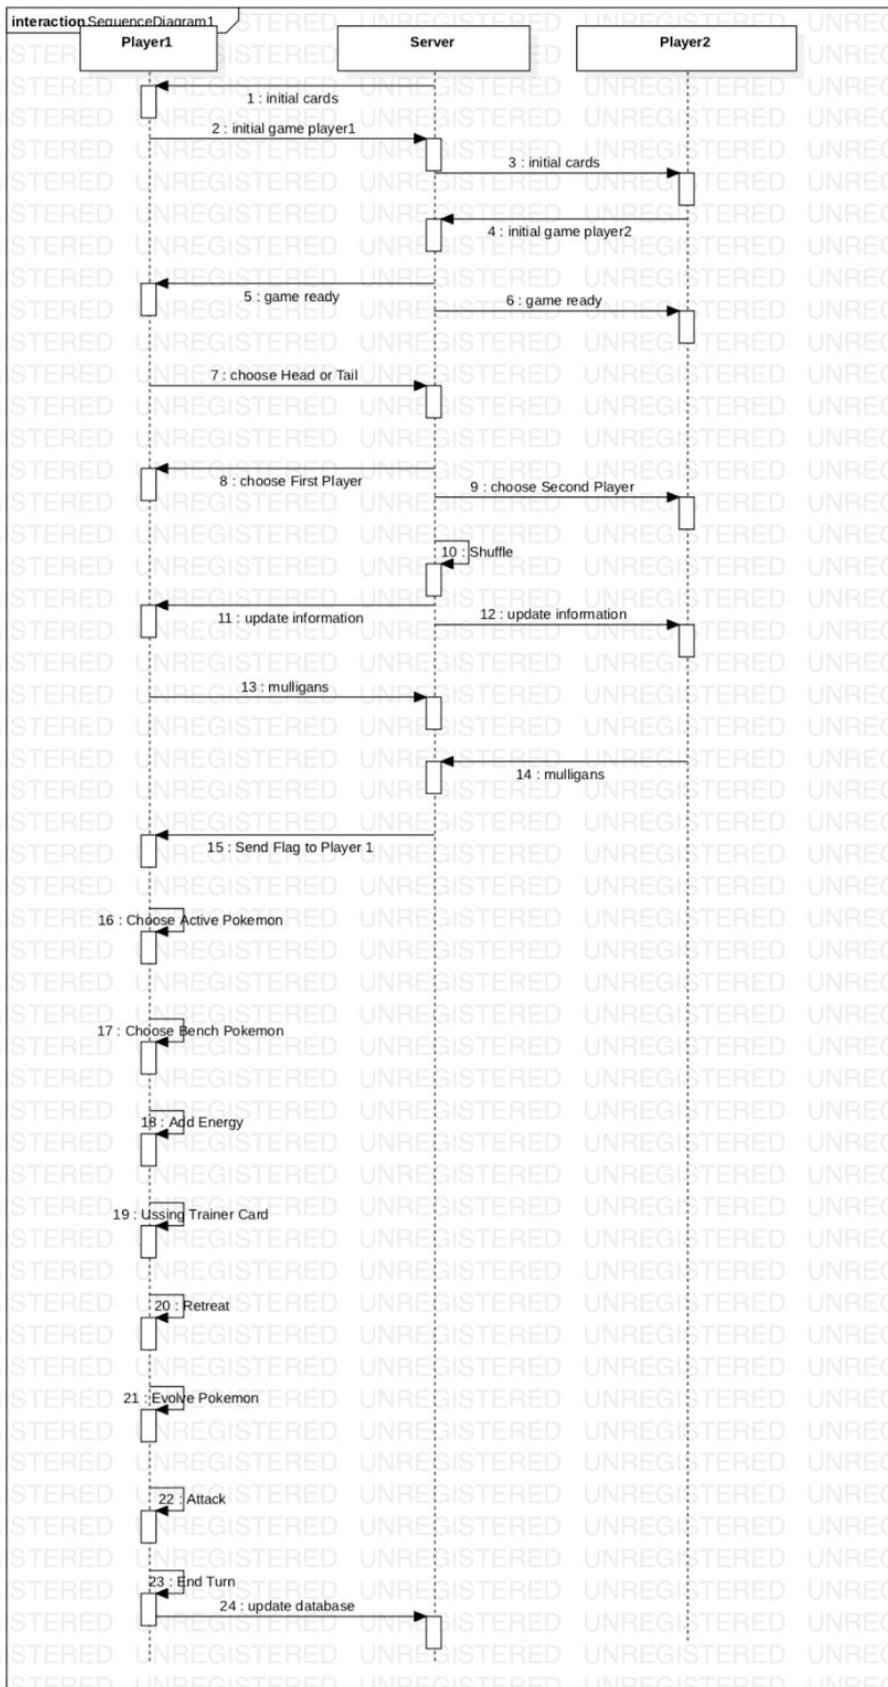 interaction SequenceDiagram1
Player1
Server
Player2
1 : initial cards
2 : initial game player1
3 : initial cards
4 : initial game player2
5 : game ready
6 : game ready
7 : choose Head or Tail
8 : choose First Player
9 : choose Second Player
10 : Shuffle
11 : update information
12 : update information
13 : mulligans
14 : mulligans
15 : Send Flag to Player 1
16 : Choose Active Pokemon
17 : Choose Bench Pokemon
18 : Add Energy
19 : Ussing Trainer Card
20 : Retreat
21 : Evolve Pokemon
22 : Attack
23 : End Turn
24 : update database
UNREGISTERED